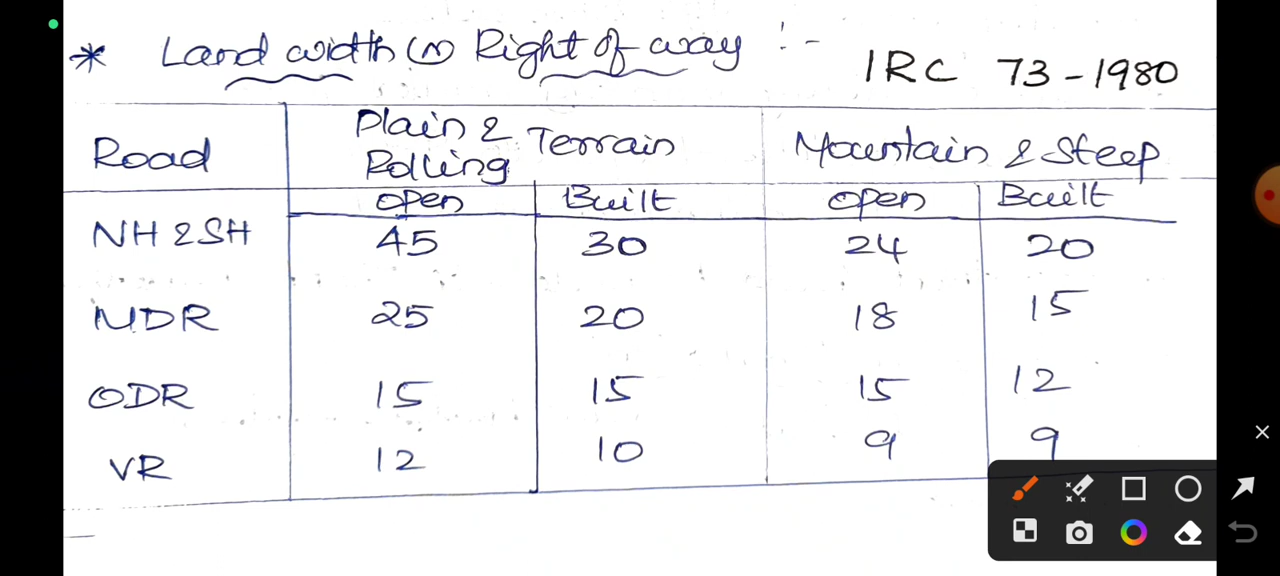 * Land width (or) Right of way :-
IRC 73-1980
Road Plain & Rolling Terrain Mountain & Steep
open Built open Built
NH & SH 45 30 24 20
MDR 25 20 18 15
ODR 15 15 15 12
VR 12 10 9 9